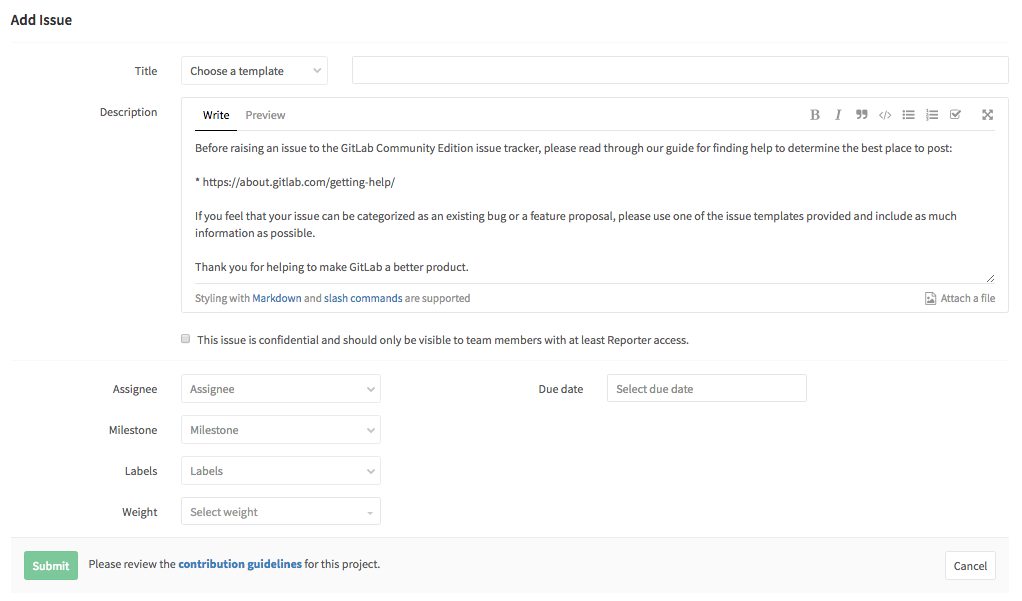 Add Issue
Title
Choose a template
Description
Write Preview
Before raising an issue to the GitLab Community Edition issue tracker, please read through our guide for finding help to determine the best place to post:
* https://about.gitlab.com/getting-help/
If you feel that your issue can be categorized as an existing bug or a feature proposal, please use one of the issue templates provided and include as much
information as possible.
Thank you for helping to make GitLab a better product.
Styling with Markdown and slash commands are supported
Attach a file
This issue is confidential and should only be visible to team members with at least Reporter access.
Assignee Assignee
Due date Select due date
Milestone Milestone
Labels Labels
Weight Select weight
Submit Please review the contribution guidelines for this project.
Cancel